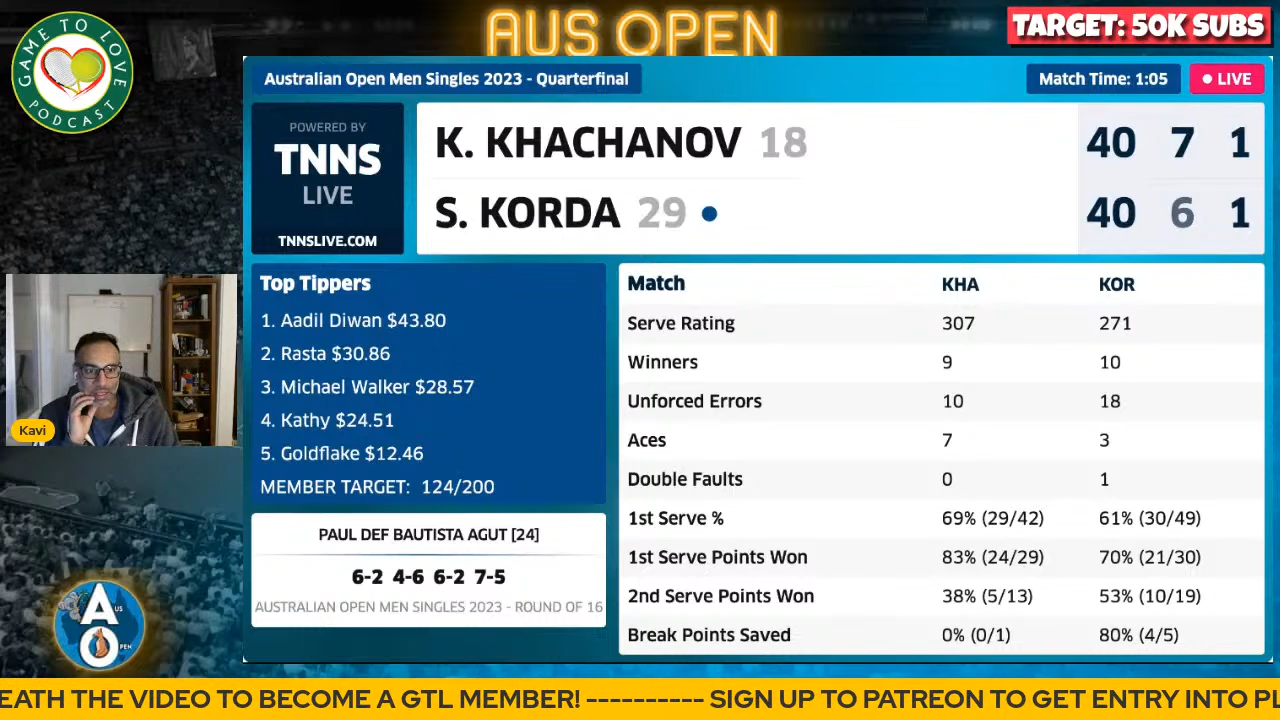 GAME TO LOVE
PODCAST
AUS OPEN
TARGET: 50K SUBS
Australian Open Men Singles 2023 - Quarterfinal
Match Time: 1:05
LIVE
POWERED BY
TNNS
LIVE
TNNSLIVE.COM
K. KHACHANOV 18 40 7 1
S. KORDA 29 40 6 1
Top Tippers
1. Aadil Diwan $43.80
2. Rasta $30.86
3. Michael Walker $28.57
4. Kathy $24.51
5. Goldflake $12.46
MEMBER TARGET: 124/200
PAUL DEF BAUTISTA AGUT [24]
6-2 4-6 6-2 7-5
AUSTRALIAN OPEN MEN SINGLES 2023 - ROUND OF 16
Match KHA KOR
Serve Rating 307 271
Winners 9 10
Unforced Errors 10 18
Aces 7 3
Double Faults 0 1
1st Serve % 69% (29/42) 61% (30/49)
1st Serve Points Won 83% (24/29) 70% (21/30)
2nd Serve Points Won 38% (5/13) 53% (10/19)
Break Points Saved 0% (0/1) 80% (4/5)
Kavi
A
US
O
PEN
EATH THE VIDEO TO BECOME A GTL MEMBER! ---------- SIGN UP TO PATREON TO GET ENTRY INTO PL